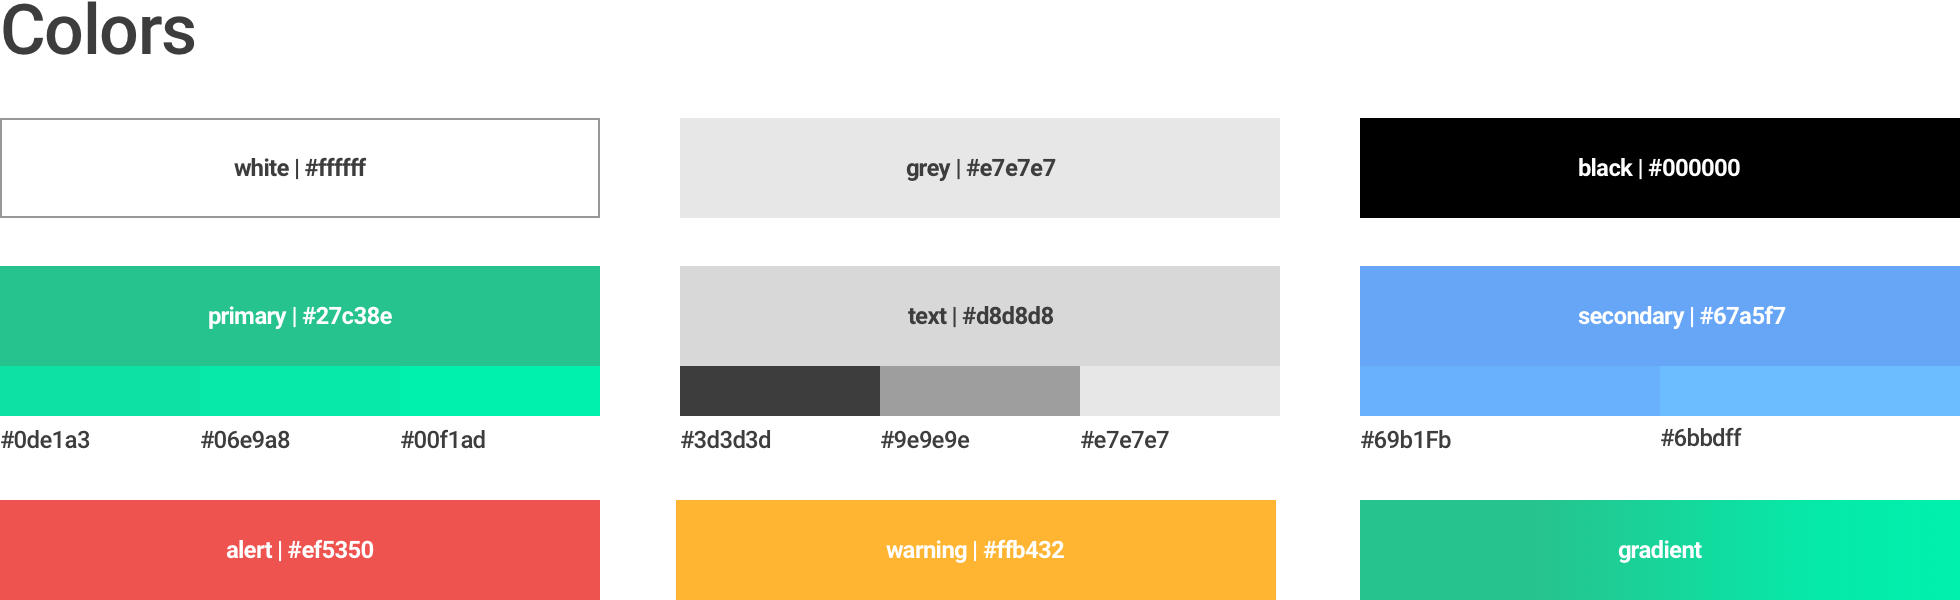 Colors
white | #ffffff
grey | #e7e7e7
black | #000000
primary | #27c38e
text | #d8d8d8
secondary | #67a5f7
#0de1a3
#06e9a8
#00f1ad
#3d3d3d
#9e9e9e
#e7e7e7
#69b1Fb
#6bbdff
alert | #ef5350
warning | #ffb432
gradient